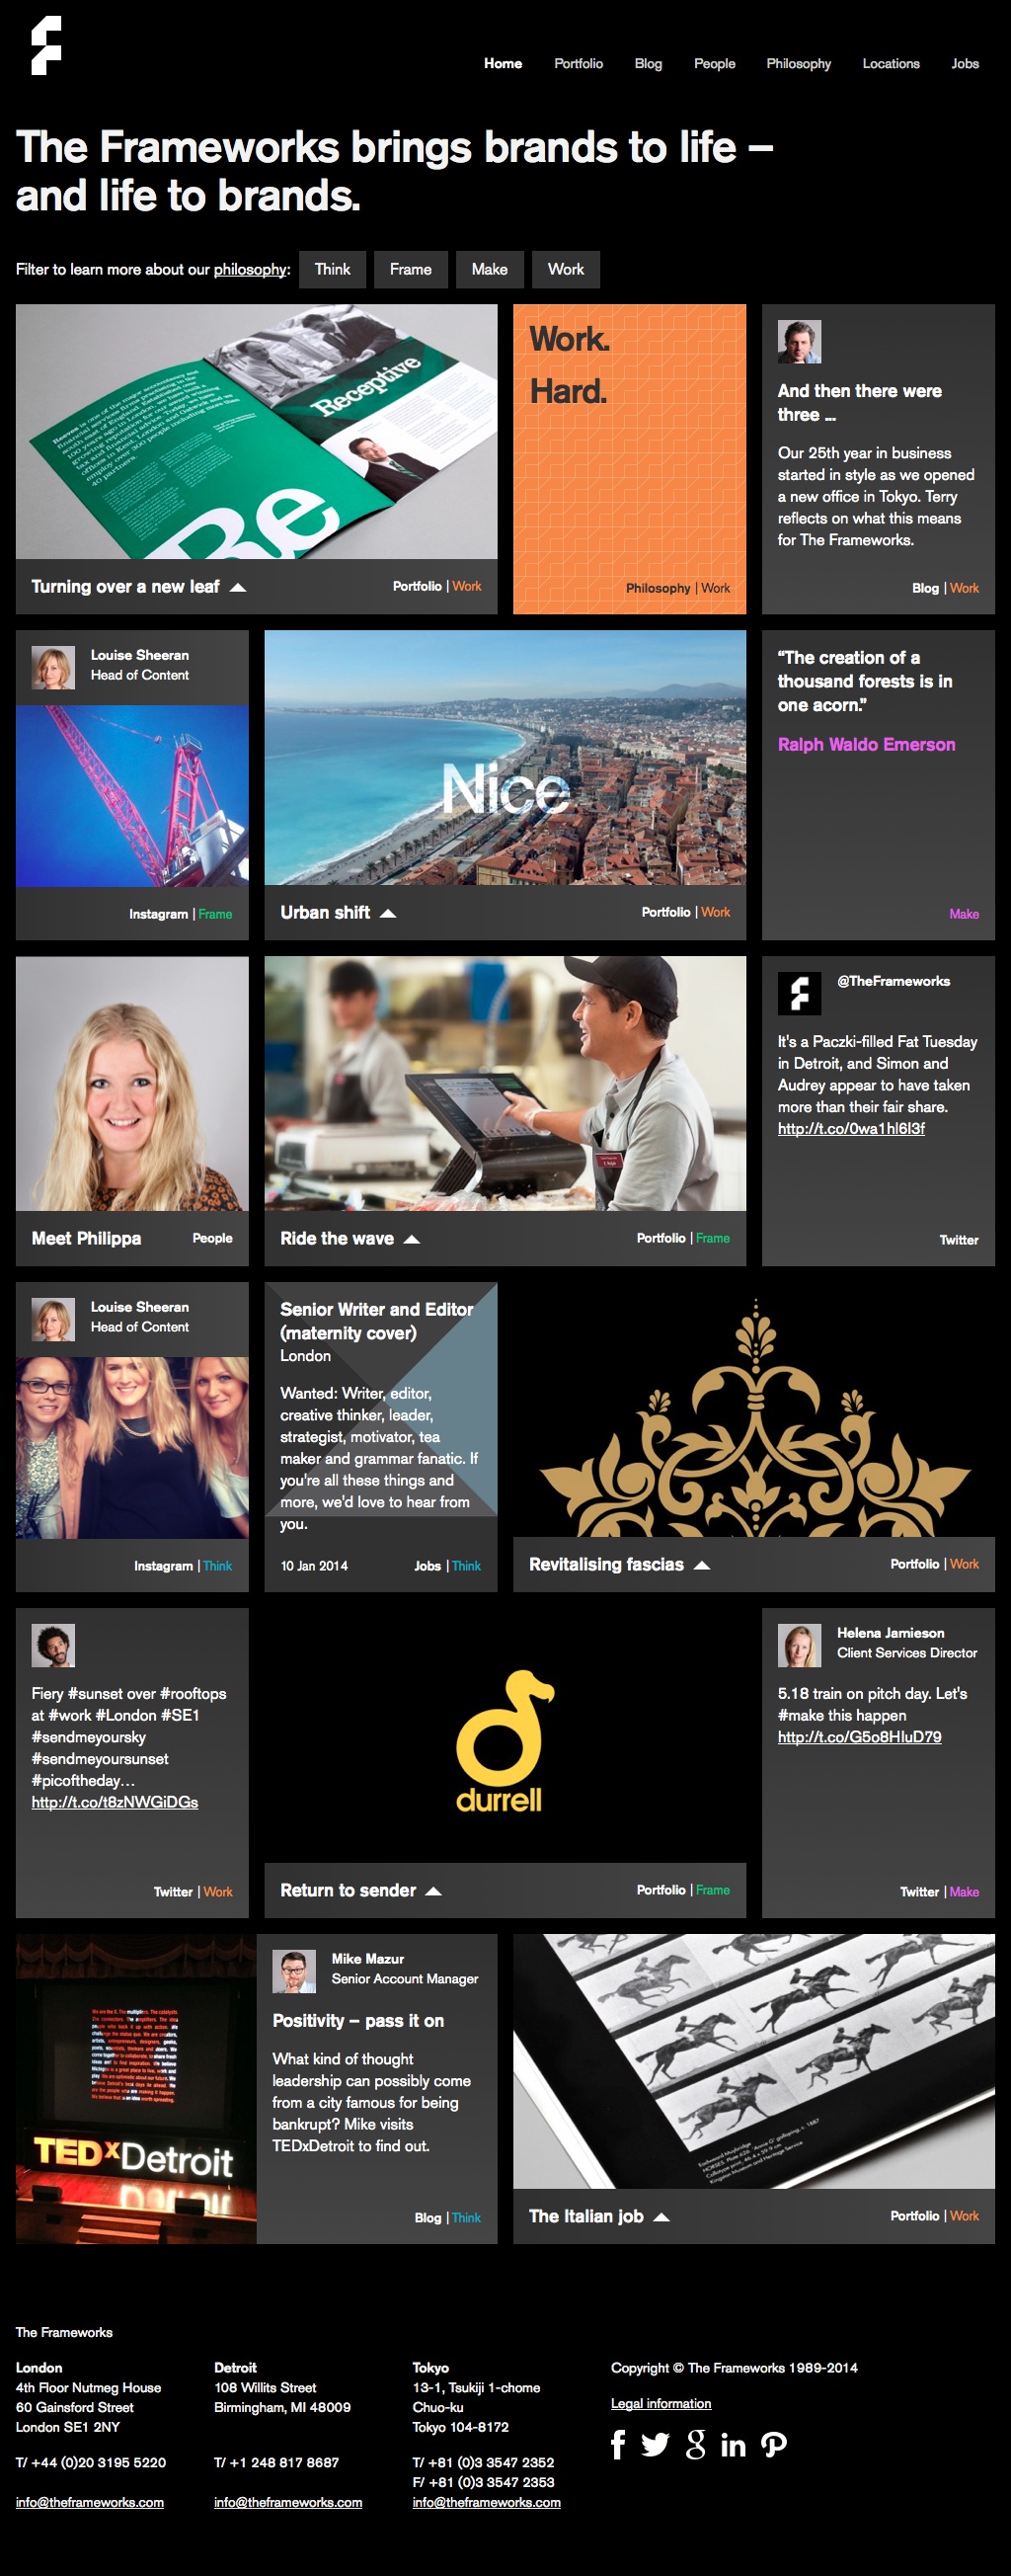 Home Portfolio Blog People Philosophy Locations Jobs
The Frameworks brings brands to life –
and life to brands.
Filter to learn more about our philosophy: Think Frame Make Work
Receptive
Be
Turning over a new leaf
Portfolio | Work
Work.
Hard.
Philosophy | Work
And then there were
three ...
Our 25th year in business
started in style as we opened
a new office in Tokyo. Terry
reflects on what this means
for The Frameworks.
Blog | Work
Louise Sheeran
Head of Content
Instagram | Frame
Nice
Urban shift
Portfolio | Work
“The creation of a
thousand forests is in
one acorn.”
Ralph Waldo Emerson
Make
Meet Philippa
People
Ride the wave
Portfolio | Frame
@TheFrameworks
It's a Paczki-filled Fat Tuesday
in Detroit, and Simon and
Audrey appear to have taken
more than their fair share.
http://t.co/0wa1hl6l3f
Twitter
Louise Sheeran
Head of Content
Instagram | Think
Senior Writer and Editor
(maternity cover)
London
Wanted: Writer, editor,
creative thinker, leader,
strategist, motivator, tea
maker and grammar fanatic. If
you're all these things and
more, we'd love to hear from
you.
10 Jan 2014
Jobs | Think
Revitalising fascias
Portfolio | Work
Fiery #sunset over #rooftops
at #work #London #SE1
#sendmeyoursky
#sendmeyoursunset
#picoftheday…
http://t.co/t8zNWGiDGs
Twitter | Work
durrell
Return to sender
Portfolio | Frame
Helena Jamieson
Client Services Director
5.18 train on pitch day. Let's
#make this happen
http://t.co/G5o8HluD79
Twitter | Make
TEDxDetroit
Mike Mazur
Senior Account Manager
Positivity – pass it on
What kind of thought
leadership can possibly come
from a city famous for being
bankrupt? Mike visits
TEDxDetroit to find out.
Blog | Think
The Italian job
Portfolio | Work
The Frameworks
London
4th Floor Nutmeg House
60 Gainsford Street
London SE1 2NY
T/ +44 (0)20 3195 5220
info@theframeworks.com
Detroit
108 Willits Street
Birmingham, MI 48009
T/ +1 248 817 8687
info@theframeworks.com
Tokyo
13-1, Tsukiji 1-chome
Chuo-ku
Tokyo 104-8172
T/ +81 (0)3 3547 2352
F/ +81 (0)3 3547 2353
info@theframeworks.com
Copyright © The Frameworks 1989-2014
Legal information